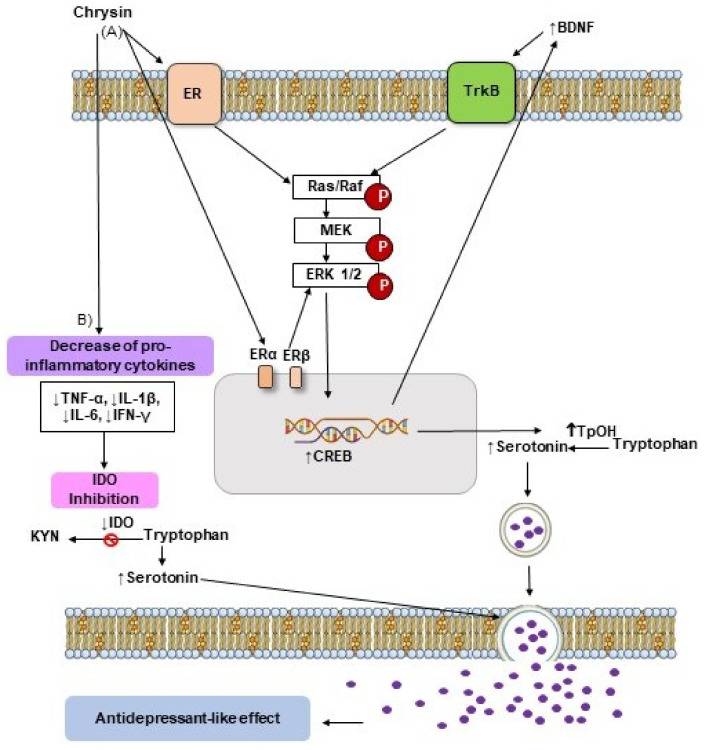 Chrysin
(A)
↑BDNF
ER
TrkB
Ras/Raf
P
MEK
P
ERK 1/2
P
B)
Decrease of pro-
inflammatory cytokines
ERα ERβ
↓TNF-α, ↓IL-1β,
↓IL-6, ↓IFN-γ
↑CREB
↑TpOH
↑Serotonin
Tryptophan
IDO
Inhibition
↓IDO
KYN
Tryptophan
↑Serotonin
Antidepressant-like effect